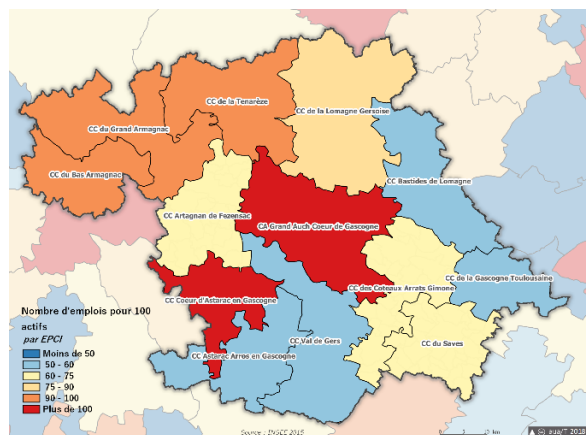 CC de la Tenarèze
CC de la Lomagne Gersoise
CC du Grand Armagnac
CC du Bas Armagnac
CC Bastides de Lomagne
CC Artagnan de Fezensac
CA Grand Auch Coeur de Gascogne
CC de la Gascogne Toulousaine
CC des Coteaux Arrats Gimone
CC Coeur d'Astarac en Gascogne
Nombre d'emplois pour 100
actifs
par EPCI
CC Val de Gers
CC du Saves
Moins de 50
CC Astarac Arros en Gascogne
50 - 60
60 - 75
75 - 90
90 - 100
Plus de 100
Source : INSEE 2015